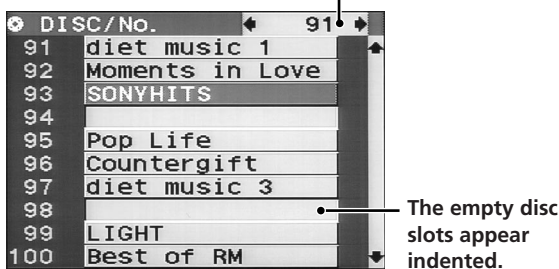 DISC/No. 91
91 diet music 1
92 Moments in Love
93 SONYHITS
94
95 Pop Life
96 Countergift
97 diet music 3
98
99 LIGHT
100 Best of RM
The empty disc
slots appear
indented.